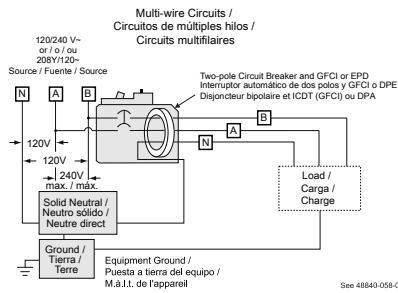 Multi-wire Circuits /
Circuitos de múltiples hilos /
Circuits multifilaires
120/240 V~
or / o / ou
208Y/120~
Source / Fuente / Source
N
A
B
Two-pole Circuit Breaker and GFCI or EPD
Interruptor automático de dos polos y GFCI o DPE
Disjoncteur bipolaire et ICDT (GFCI) ou DPA
B
A
N
120V
120V
240V
max. / máx.
Load /
Carga /
Charge
Solid Neutral /
Neutro sólido /
Neutre direct
Ground /
Tierra /
Terre
Equipment Ground /
Puesta a tierra del equipo /
M.à.l.t. de l'appareil
See 48840-058-0